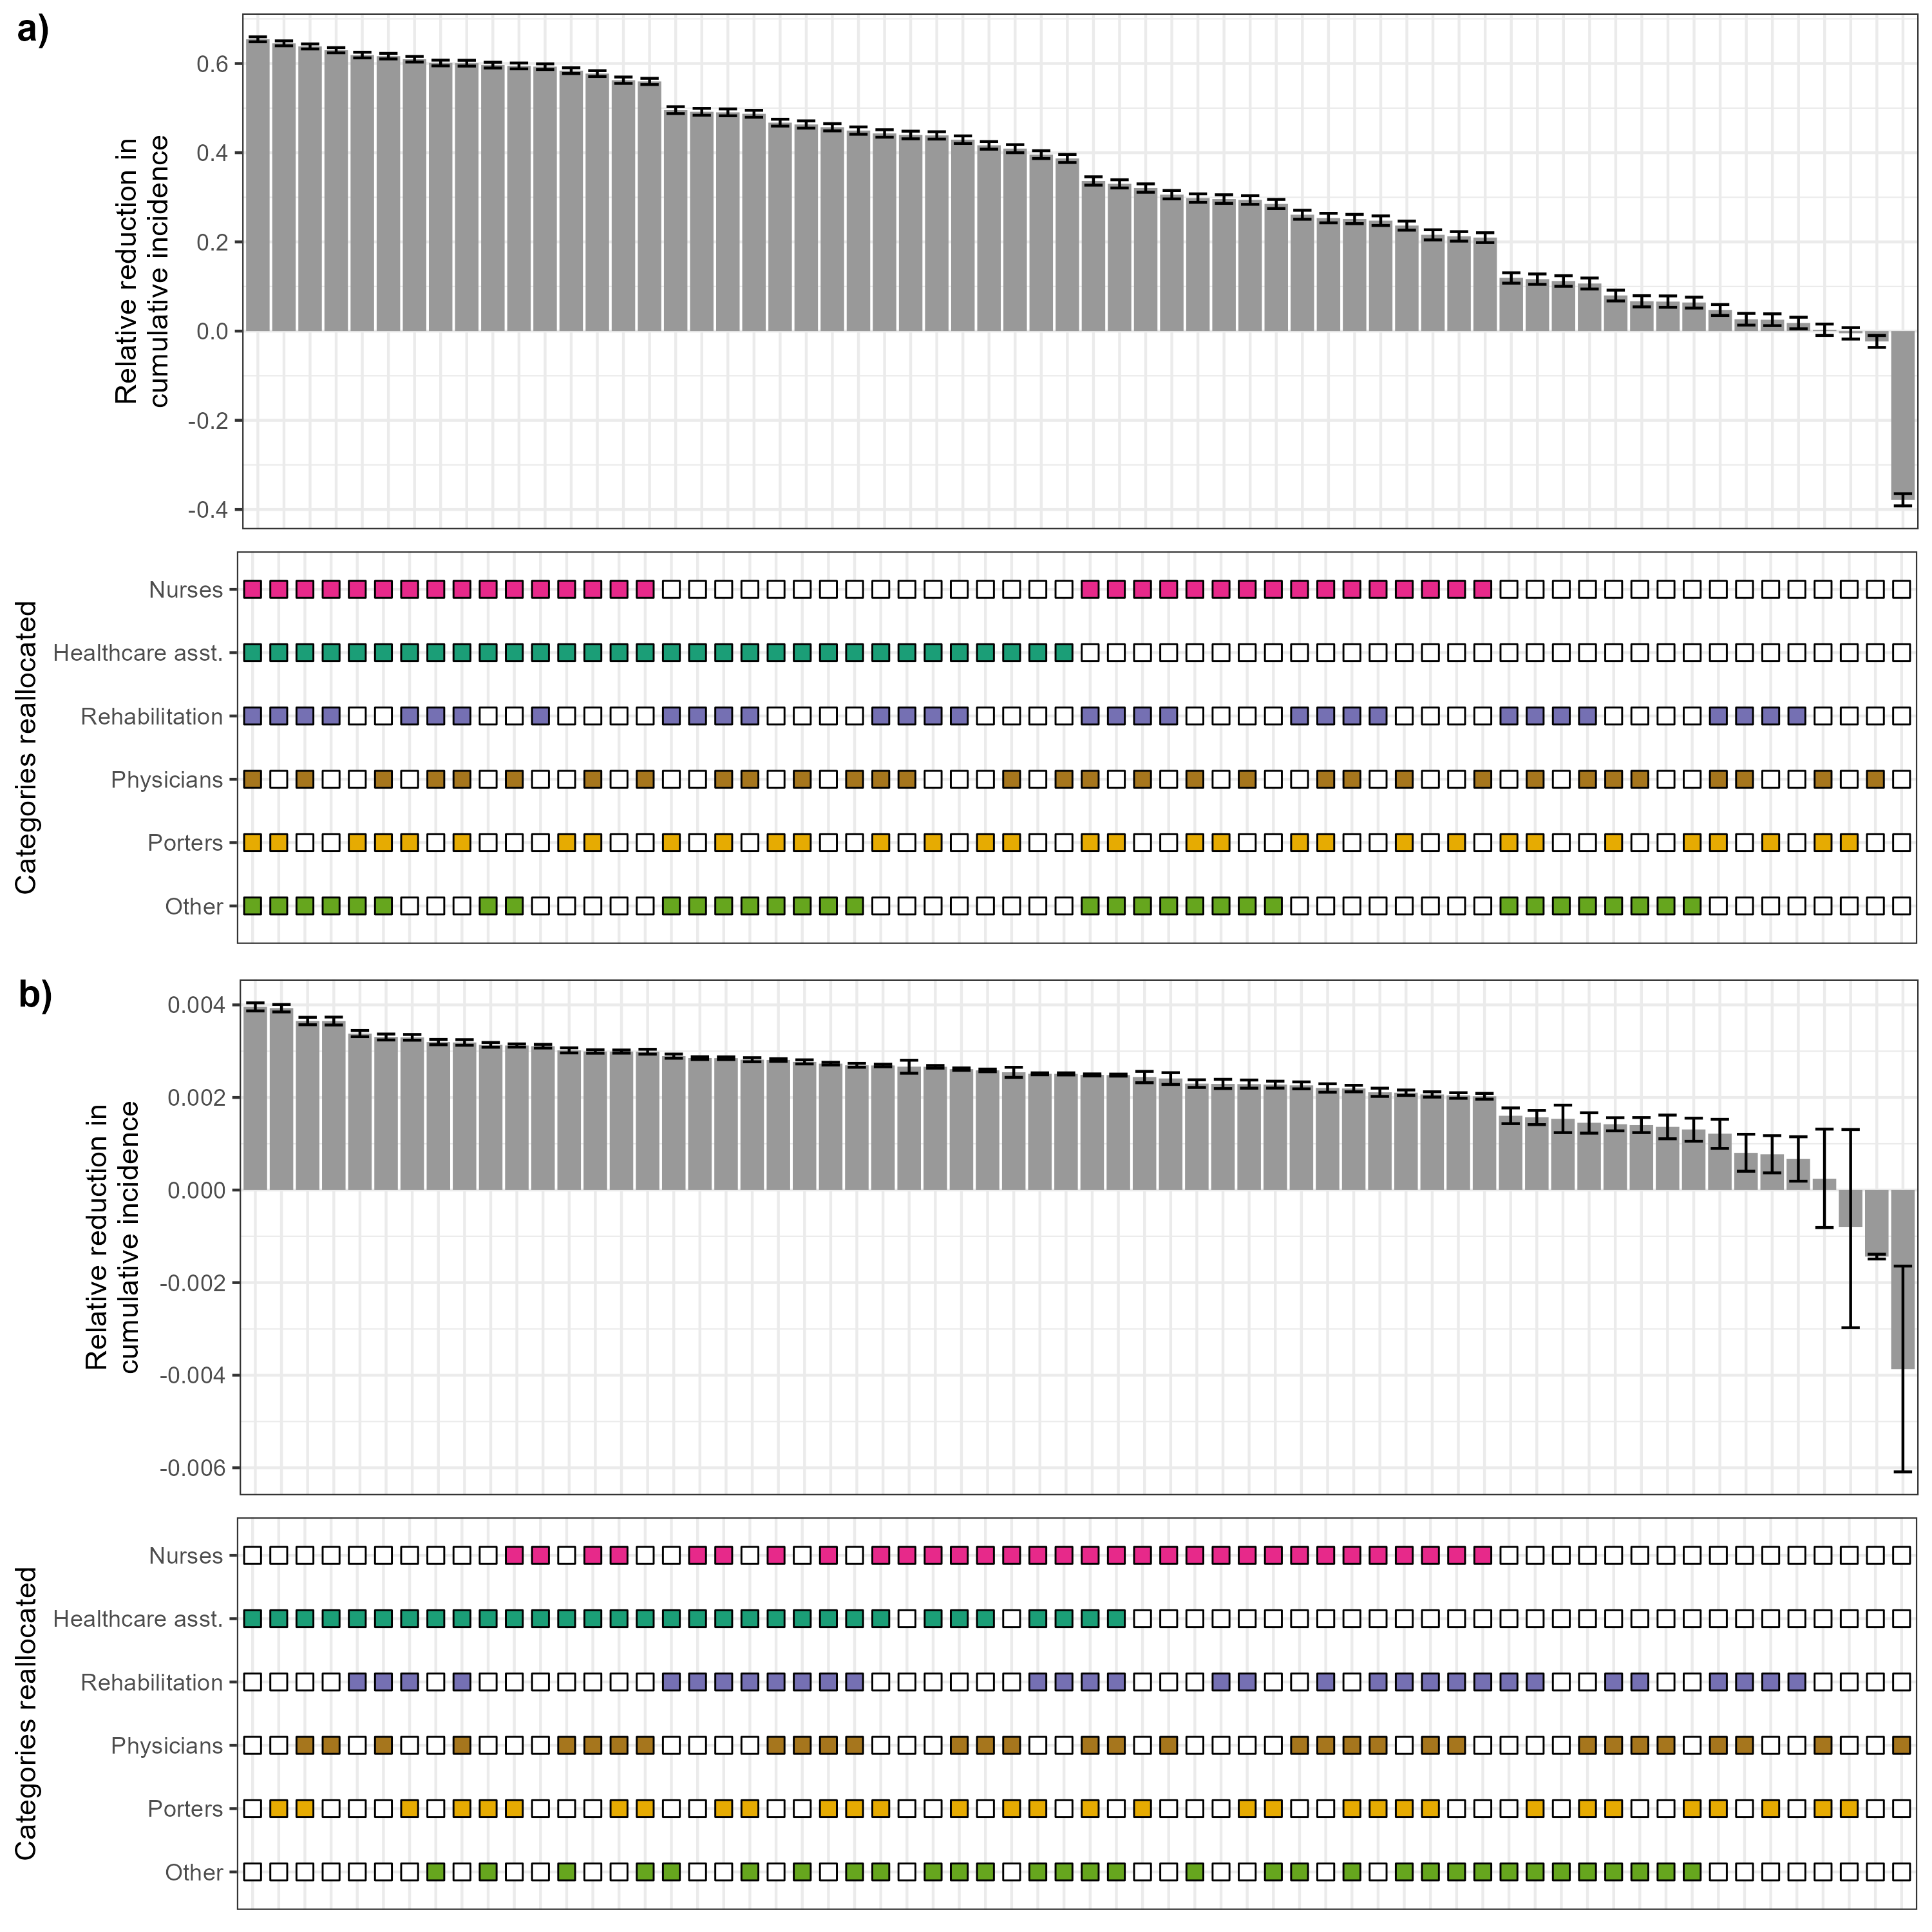 a)
Relative reduction in
cumulative incidence
0.6
0.4
0.2
0.0
-0.2
-0.4
Categories reallocated
Nurses
Healthcare asst.
Rehabilitation
Physicians
Porters
Other
b)
Relative reduction in
cumulative incidence
0.004
0.002
0.000
-0.002
-0.004
-0.006
Categories reallocated
Nurses
Healthcare asst.
Rehabilitation
Physicians
Porters
Other